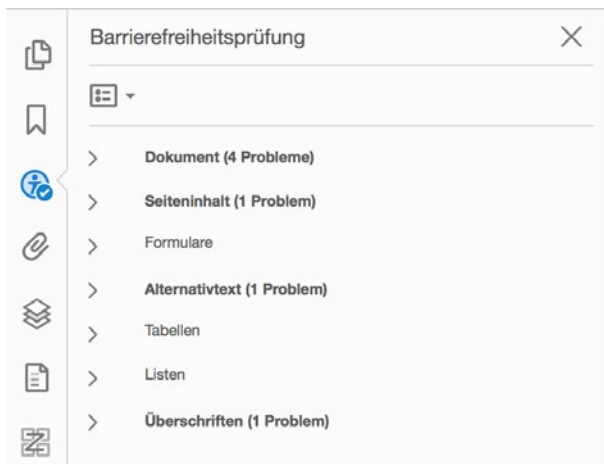 Barrierefreiheitsprüfung
Dokument (4 Probleme)
Seiteninhalt (1 Problem)
Formulare
Alternativtext (1 Problem)
Tabellen
Listen
Überschriften (1 Problem)